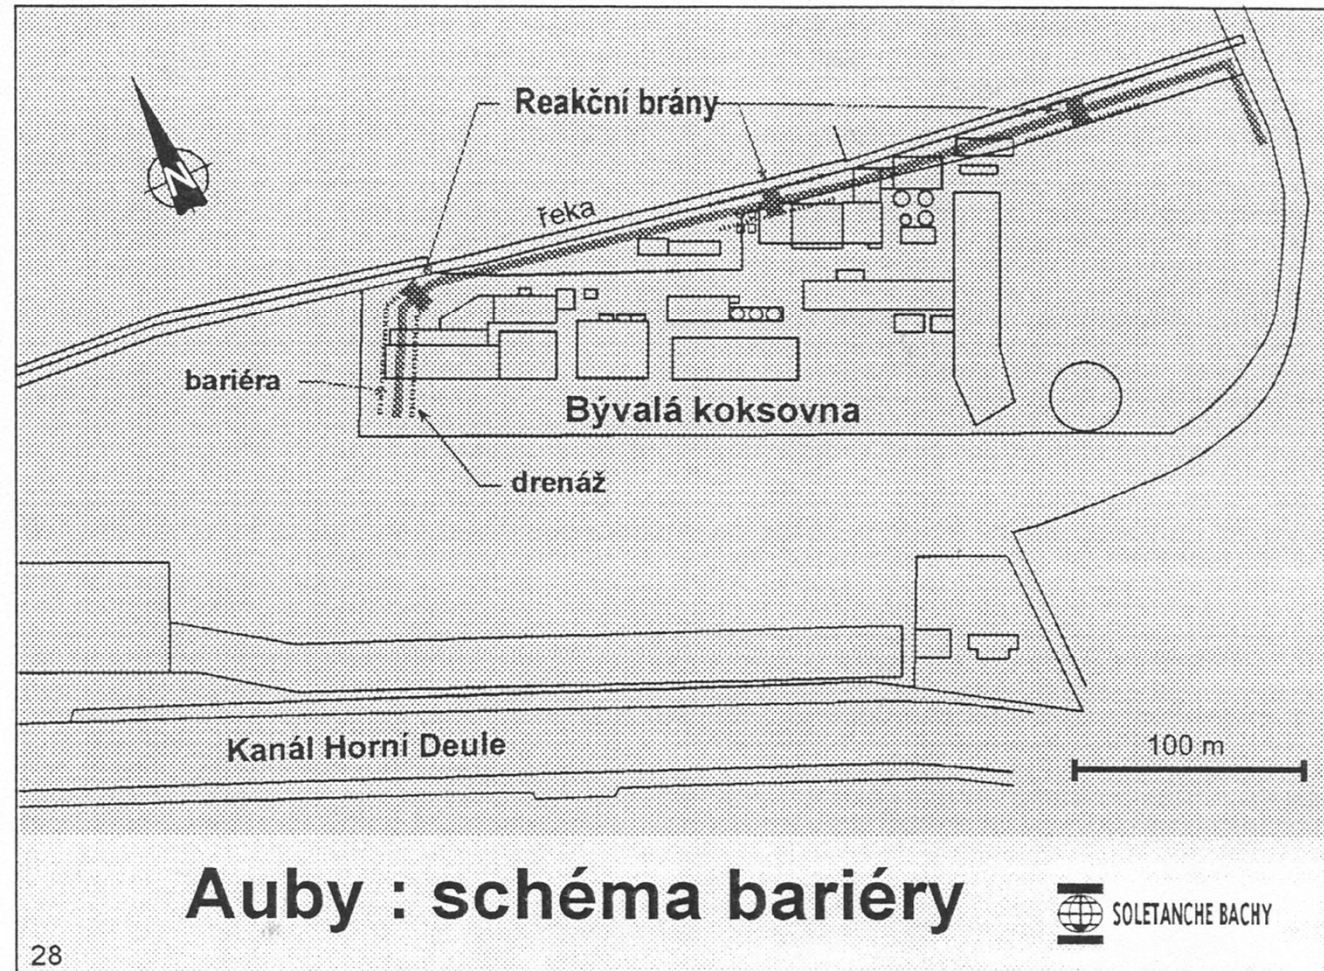 Reakční brány
N
řeka
bariéra
Bývalá koksovna
drenáž
Kanál Horní Deule
100 m
Auby : schéma bariéry
SOLETANCHE BACHY
28